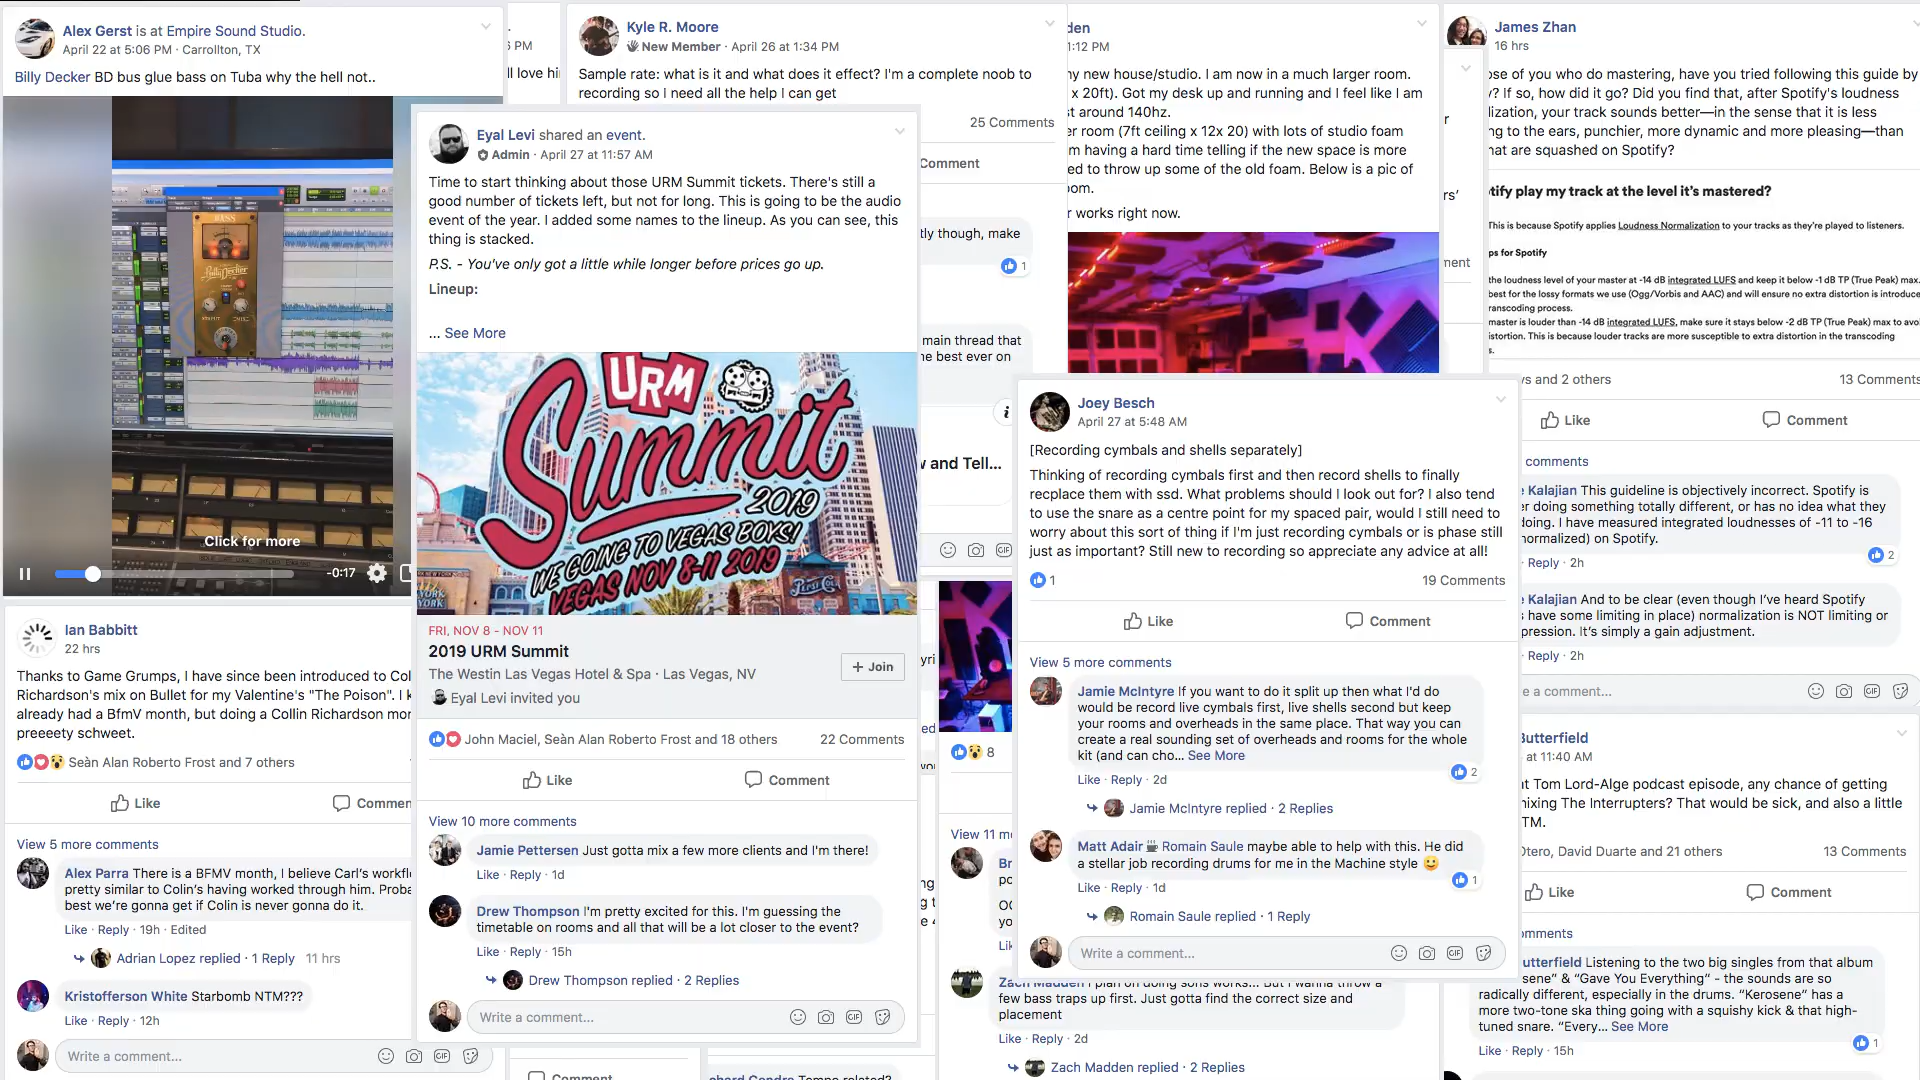 Alex Gerst is at Empire Sound Studio.
April 22 at 5:06 PM · Carrollton, TX
Billy Decker BD bus glue bass on Tuba why the hell not..
BASS
Billy Decker
Click for more
-0:17
Ian Babbitt
22 hrs
Thanks to Game Grumps, I have since been introduced to Col
Richardson's mix on Bullet for my Valentine's "The Poison". I k
already had a BfmV month, but doing a Collin Richardson mor
preeeety schweet.
Seàn Alan Roberto Frost and 7 others
Like
Commen
View 5 more comments
Alex Parra There is a BFMV month, I believe Carl's workflo
pretty similar to Colin's having worked through him. Proba
best we're gonna get if Colin is never gonna do it.
Like · Reply · 19h · Edited
Adrian Lopez replied · 1 Reply 11 hrs
Kristofferson White Starbomb NTM???
Like · Reply · 12h
Write a comment...
GIF
6 PM
ll love hi
Kyle R. Moore
New Member · April 26 at 1:34 PM
Sample rate: what is it and what does it effect? I'm a complete noob to
recording so I need all the help I can get
25 Comments
Comment
tly though, make
1
main thread that
he best ever on
w and Tell...
GIF
Eyal Levi shared an event.
Admin · April 27 at 11:57 AM
Time to start thinking about those URM Summit tickets. There's still a
good number of tickets left, but not for long. This is going to be the audio
event of the year. I added some names to the lineup. As you can see, this
thing is stacked.
P.S. - You've only got a little while longer before prices go up.
Lineup:
... See More
URM
Summit
2019
WE GOING TO VEGAS BOYS!
VEGAS NOV 8-11 2019
NEW YORK
NEW YORK
PEPSI-COLA
FRI, NOV 8 - NOV 11
2019 URM Summit
The Westin Las Vegas Hotel & Spa · Las Vegas, NV
Eyal Levi invited you
+ Join
John Maciel, Seàn Alan Roberto Frost and 18 others
22 Comments
Like
Comment
View 10 more comments
Jamie Pettersen Just gotta mix a few more clients and I'm there!
Like · Reply · 1d
Drew Thompson I'm pretty excited for this. I'm guessing the
timetable on rooms and all that will be a lot closer to the event?
Like · Reply · 15h
Drew Thompson replied · 2 Replies
Write a comment...
GIF
Comment
den
1:12 PM
ny new house/studio. I am now in a much larger room.
x 20ft). Got my desk up and running and I feel like I am
st around 140hz.
er room (7ft ceiling x 12x 20) with lots of studio foam
m having a hard time telling if the new space is more
ed to throw up some of the old foam. Below is a pic of
oom.
r works right now.
8
View 11 m
Zach Madden I plan on doing sons works... But I wanna throw a
few bass traps up first. Just gotta find the correct size and
placement
Like · Reply · 2d
Zach Madden replied · 2 Replies
Joey Besch
April 27 at 5:48 AM
[Recording cymbals and shells separately]
Thinking of recording cymbals first and then record shells to finally
recplace them with ssd. What problems should I look out for? I also tend
to use the snare as a centre point for my spaced pair, would I still need to
worry about this sort of thing if I'm just recording cymbals or is phase still
just as important? Still new to recording so appreciate any advice at all!
1
19 Comments
Like
Comment
View 5 more comments
Jamie McIntyre If you want to do it split up then what I'd do
would be record live cymbals first, live shells second but keep
your rooms and overheads in the same place. That way you can
create a real sounding set of overheads and rooms for the whole
kit (and can cho... See More
2
Like · Reply · 2d
Jamie McIntyre replied · 2 Replies
Matt Adair Romain Saule maybe able to help with this. He did
a stellar job recording drums for me in the Machine style
1
Like · Reply · 1d
Romain Saule replied · 1 Reply
Write a comment...
GIF
James Zhan
16 hrs
ose of you who do mastering, have you tried following this guide by
y? If so, how did it go? Did you find that, after Spotify's loudness
lization, your track sounds better—in the sense that it is less
ng to the ears, punchier, more dynamic and more pleasing—than
hat are squashed on Spotify?
otify play my track at the level it's mastered?
This is because Spotify applies Loudness Normalization to your tracks as they're played to listeners.
ps for Spotify
the loudness level of your master at -14 dB integrated LUFS and keep it below -1 dB TP (True Peak) max.
best for the lossy formats we use (Ogg/Vorbis and AAC) and will ensure no extra distortion is introduce
ranscoding process.
master is louder than -14 dB integrated LUFS, make sure it stays below -2 dB TP (True Peak) max to avoi
istortion. This is because louder tracks are more susceptible to extra distortion in the transcoding
s.
ys and 2 others
13 Comments
Like
Comment
comments
e Kalajian This guideline is objectively incorrect. Spotify is
er doing something totally different, or has no idea what they
doing. I have measured integrated loudnesses of -11 to -16
normalized) on Spotify.
2
Reply · 2h
e Kalajian And to be clear (even though I've heard Spotify
s have some limiting in place) normalization is NOT limiting or
pression. It's simply a gain adjustment.
Reply · 2h
e a comment...
GIF
Butterfield
at 11:40 AM
at Tom Lord-Alge podcast episode, any chance of getting
mixing The Interrupters? That would be sick, and also a little
TM.
Otero, David Duarte and 21 others
13 Comments
Like
Comment
omments
utterfield Listening to the two big singles from that album
sene" & "Gave You Everything" - the sounds are so
radically different, especially in the drums. "Kerosene" has a
more two-tone ska thing going with a squishy kick & that high-
tuned snare. "Every... See More
1
Like · Reply · 15h